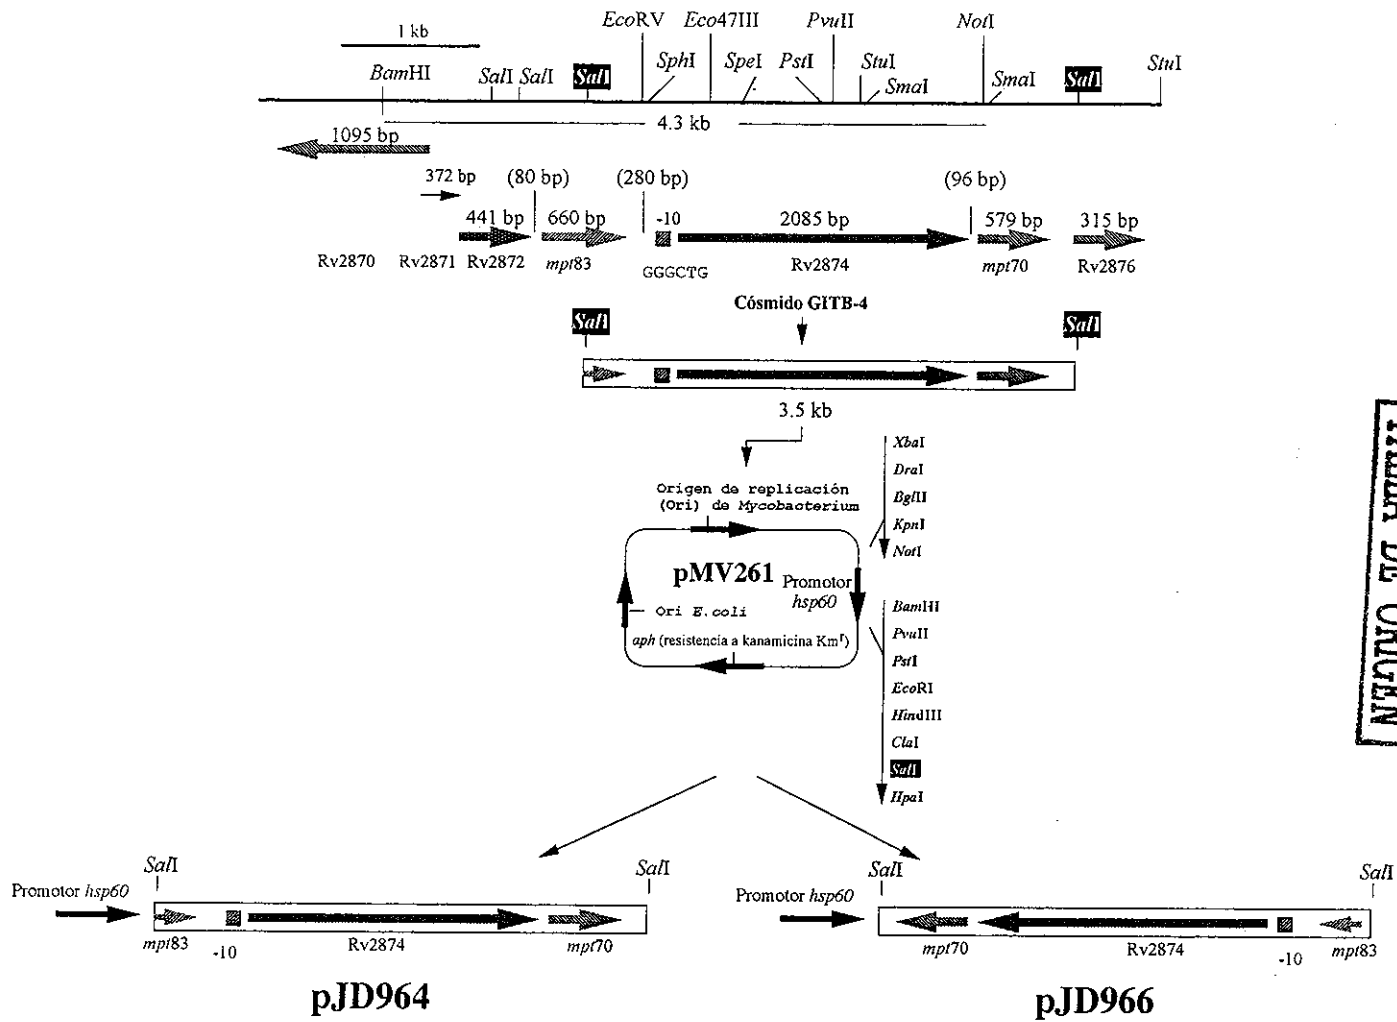 1 kb
EcoRV
Eco47III
PvuII
NotI
BamHI
SalI
SalI
SalI
SphI
SpeI
PstI
StuI
SmaI
SmaI
SalI
StuI
4.3 kb
1095 bp
372 bp
(80 bp)
(280 bp)
(96 bp)
441 bp
660 bp
-10
2085 bp
579 bp
315 bp
Rv2870
Rv2871
Rv2872
mpt83
GGGCTG
Rv2874
mpt70
Rv2876
Cósmido GITB-4
SalI
SalI
3.5 kb
Origen de replicación
(Ori) de Mycobacterium
pMV261
Promotor
hsp60
Ori E.coli
aph (resistencia a kanamicina Kmr)
XbaI
DraI
BglII
KpnI
NotI
BamHI
PvuII
PstI
EcoRI
HindIII
ClaI
SalI
HpaI
DE ORIGEN
SalI
SalI
Promotor hsp60
mpt83
-10
Rv2874
mpt70
pJD964
SalI
SalI
Promotor hsp60
mpt70
Rv2874
-10
mpt83
pJD966